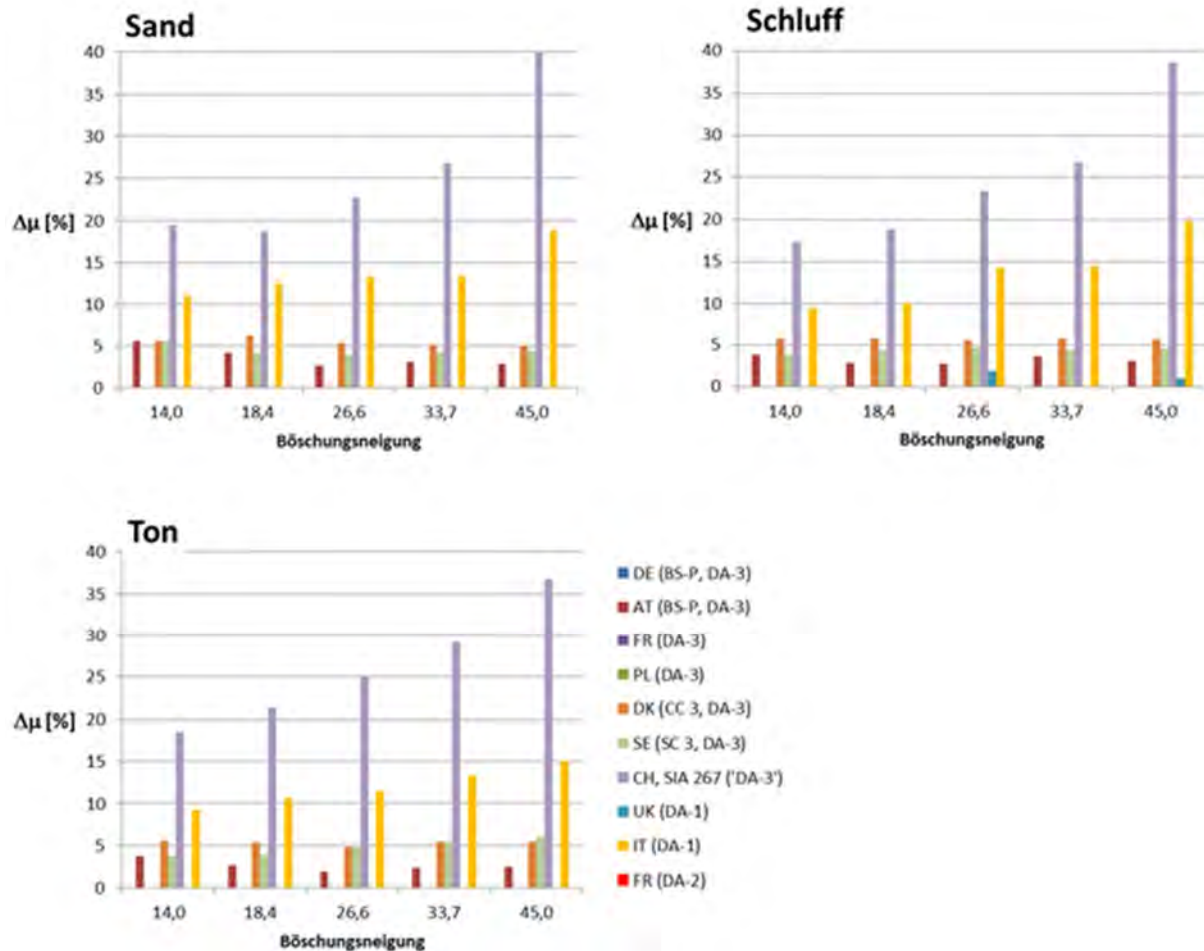 Sand
40
35
30
25
Δμ [%] 20
15
10
5
0
14,0 18,4 26,6 33,7 45,0
Böschungsneigung
Schluff
40
35
30
25
Δμ [%] 20
15
10
5
0
14,0 18,4 26,6 33,7 45,0
Böschungsneigung
Ton
40
35
30
25
Δμ [%] 20
15
10
5
0
14,0 18,4 26,6 33,7 45,0
Böschungsneigung
DE (BS-P, DA-3)
AT (BS-P, DA-3)
FR (DA-3)
PL (DA-3)
DK (CC 3, DA-3)
SE (SC 3, DA-3)
CH, SIA 267 ('DA-3')
UK (DA-1)
IT (DA-1)
FR (DA-2)